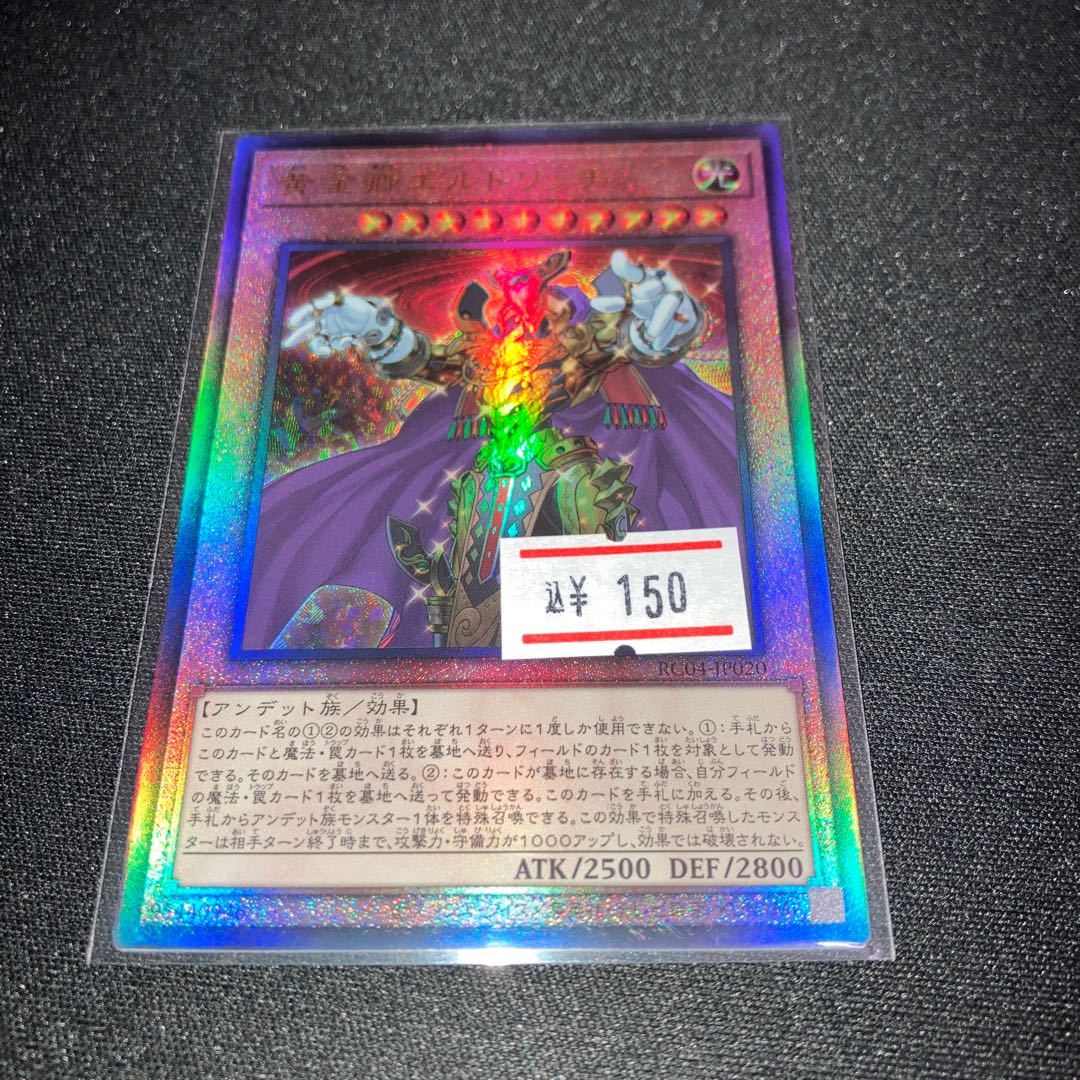 黄金卿エルドリッチ
光
込¥ 150
RC04-JP020
【アンデット族／効果】
このカード名の①②の効果はそれぞれ1ターンに1度しか使用できない。①：手札から
このカードと魔法・罠カード1枚を墓地へ送り、フィールドのカード1枚を対象として発動
できる。そのカードを墓地へ送る。②：このカードが墓地に存在する場合、自分フィールド
の魔法・罠カード1枚を墓地へ送って発動できる。このカードを手札に加える。その後、
手札からアンデット族モンスター1体を特殊召喚できる。この効果で特殊召喚したモンス
ターは相手ターン終了時まで、攻撃力・守備力が1000アップし、効果では破壊されない。
ATK/2500 DEF/2800